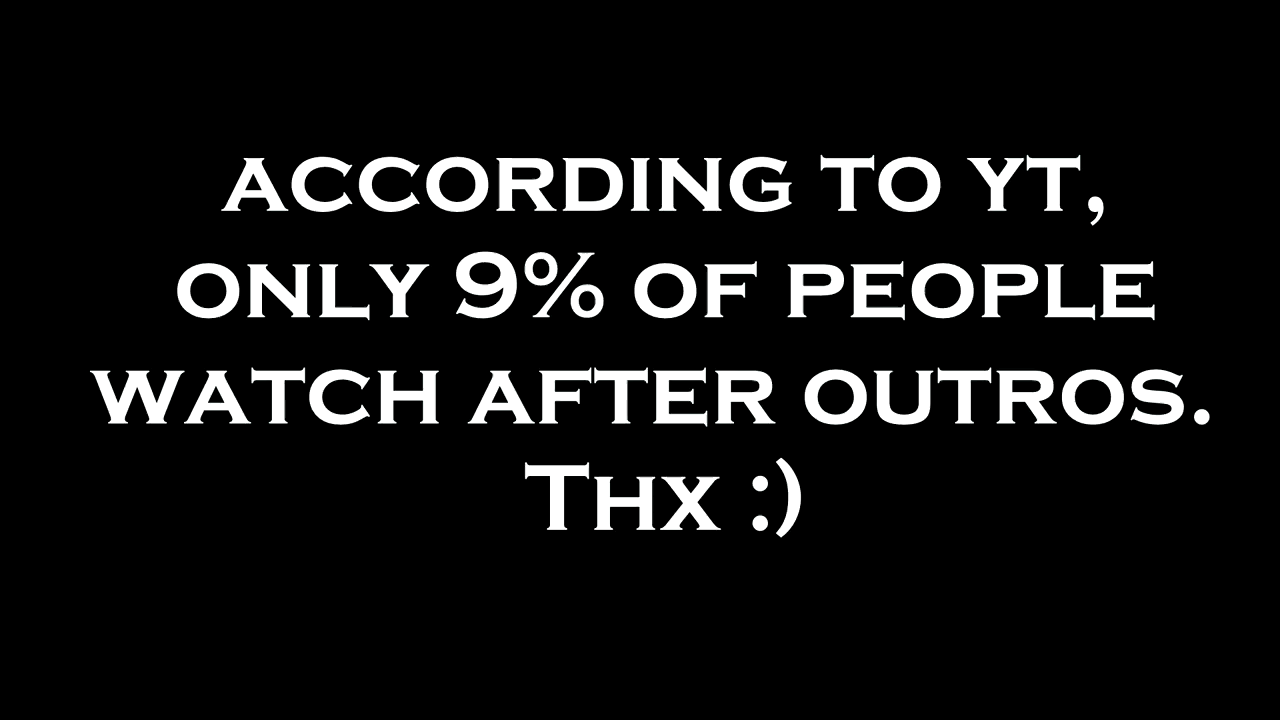 according to yt,
only 9% of people
watch after outros.
Thx :)